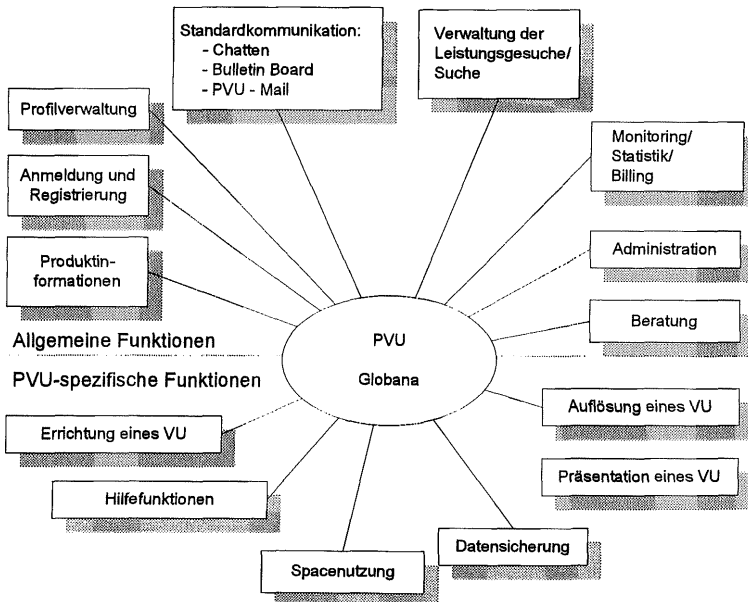 Standardkommunikation:
- Chatten
- Bulletin Board
- PVU - Mail
Verwaltung der
Leistungsgesuche/
Suche
Profilverwaltung
Monitoring/
Statistik/
Billing
Anmeldung und
Registrierung
Administration
Produktin-
formationen
Beratung
Allgemeine Funktionen
PVU
Globana
PVU-spezifische Funktionen
Auflösung eines VU
Errichtung eines VU
Präsentation eines VU
Hilfefunktionen
Datensicherung
Spacenutzung